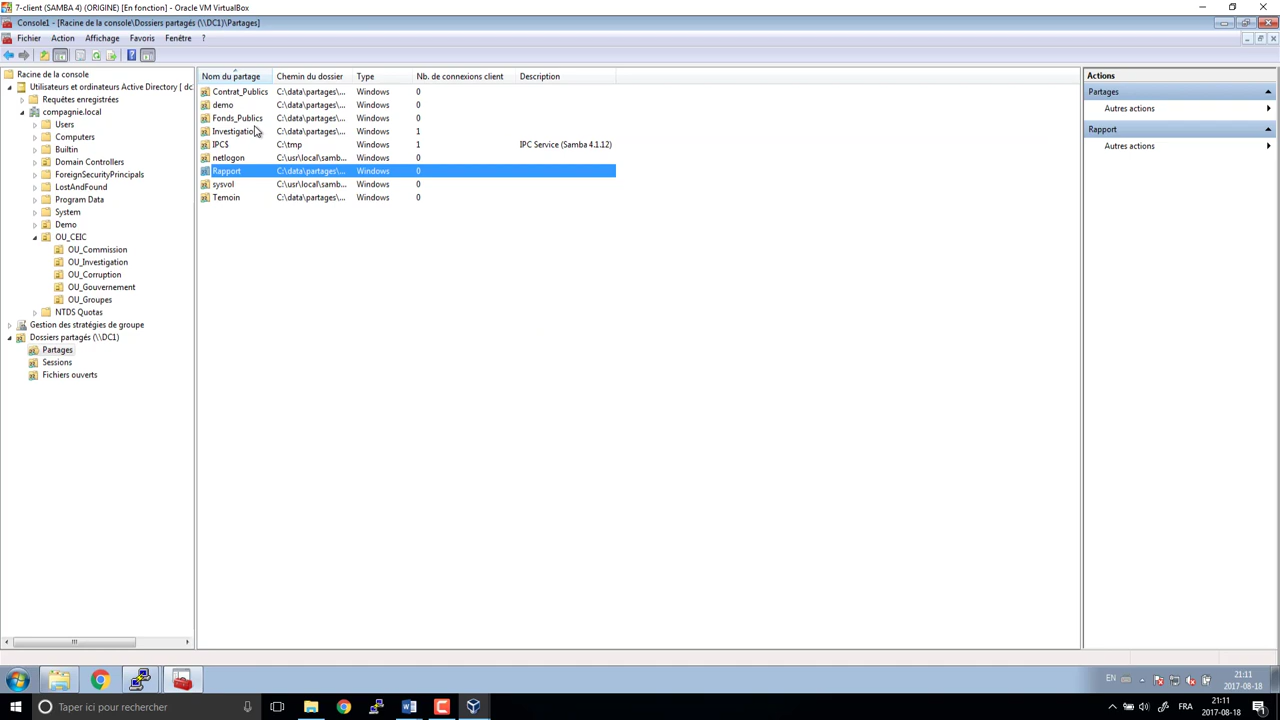 7-client (SAMBA 4) (ORIGINE) [En fonction] - Oracle VM VirtualBox
Console1 - [Racine de la console\Dossiers partagés (\\DC1)\Partages]
Fichier Action Affichage Favoris Fenêtre ?
Racine de la console
Utilisateurs et ordinateurs Active Directory [ dc
Requêtes enregistrées
compagnie.local
Users
Computers
Builtin
Domain Controllers
ForeignSecurityPrincipals
LostAndFound
Program Data
System
Demo
OU_CEIC
OU_Commission
OU_Investigation
OU_Corruption
OU_Gouvernement
OU_Groupes
NTDS Quotas
Gestion des stratégies de groupe
Dossiers partagés (\\DC1)
Partages
Sessions
Fichiers ouverts
Nom du partage Chemin du dossier Type Nb. de connexions client Description
Contrat_Publics C:\data\partages\... Windows 0
demo C:\data\partages\... Windows 0
Fonds_Publics C:\data\partages\... Windows 0
Investigation C:\data\partages\... Windows 1
IPC$ C:\tmp Windows 1 IPC Service (Samba 4.1.12)
netlogon C:\usr\local\samb... Windows 0
Rapport C:\data\partages\... Windows 0
sysvol C:\usr\local\samb... Windows 0
Temoin C:\data\partages\... Windows 0
Actions
Partages
Autres actions
Rapport
Autres actions
EN 21:11
2017-08-18
Taper ici pour rechercher
FRA 21:11
2017-08-18